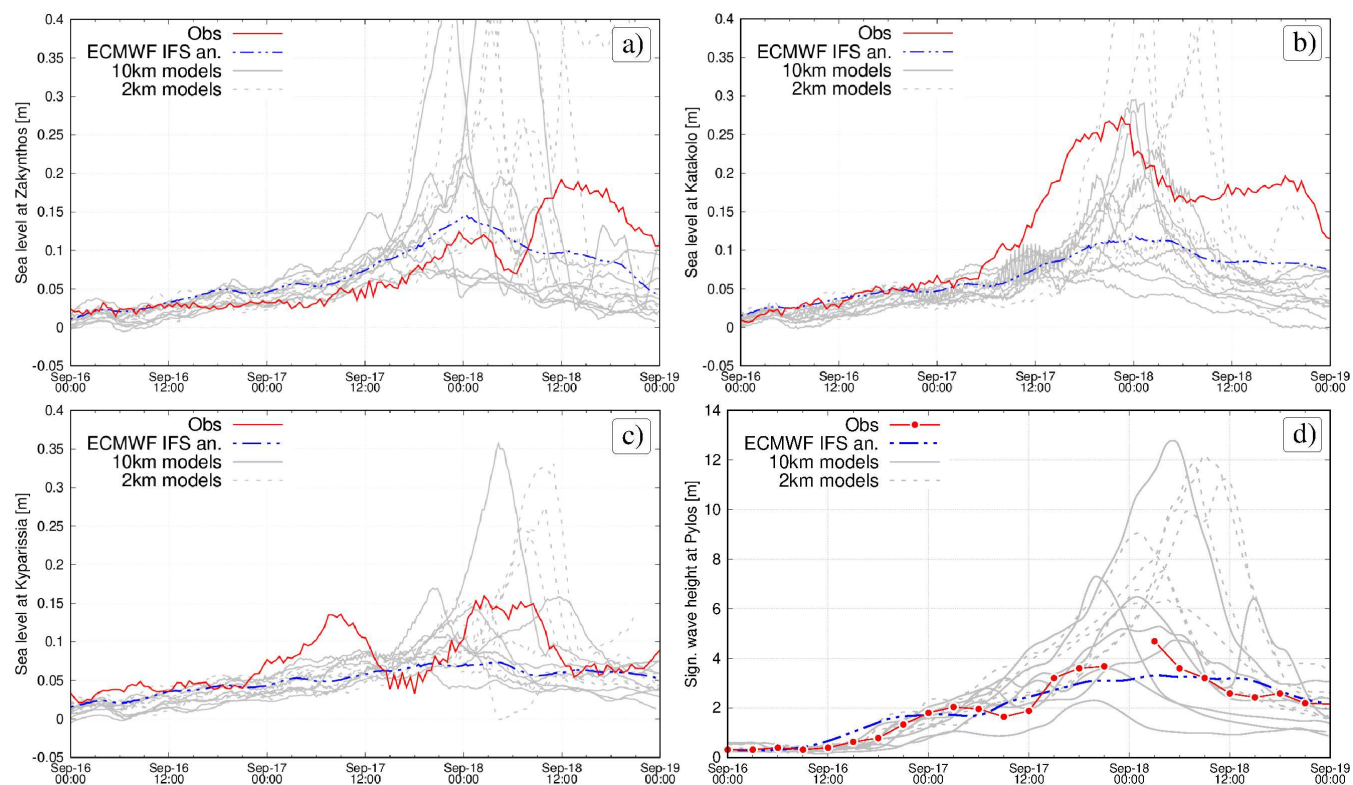 a)
Obs
ECMWF IFS an.
10km models
2km models
Sea level at Zakynthos [m]
0.4
0.35
0.3
0.25
0.2
0.15
0.1
0.05
0
-0.05
Sep-16 00:00
Sep-16 12:00
Sep-17 00:00
Sep-17 12:00
Sep-18 00:00
Sep-18 12:00
Sep-19 00:00
b)
Obs
ECMWF IFS an.
10km models
2km models
Sea level at Katakolo [m]
0.4
0.35
0.3
0.25
0.2
0.15
0.1
0.05
0
-0.05
Sep-16 00:00
Sep-16 12:00
Sep-17 00:00
Sep-17 12:00
Sep-18 00:00
Sep-18 12:00
Sep-19 00:00
c)
Obs
ECMWF IFS an.
10km models
2km models
Sea level at Kyparissia [m]
0.4
0.35
0.3
0.25
0.2
0.15
0.1
0.05
0
-0.05
Sep-16 00:00
Sep-16 12:00
Sep-17 00:00
Sep-17 12:00
Sep-18 00:00
Sep-18 12:00
Sep-19 00:00
d)
Obs
ECMWF IFS an.
10km models
2km models
Sign. wave height at Pylos [m]
14
12
10
8
6
4
2
0
Sep-16 00:00
Sep-16 12:00
Sep-17 00:00
Sep-17 12:00
Sep-18 00:00
Sep-18 12:00
Sep-19 00:00